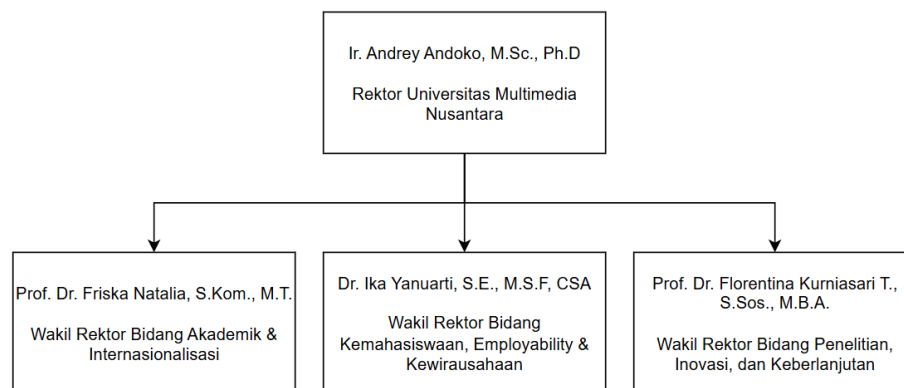 Ir. Andrey Andoko, M.Sc., Ph.D
Rektor Universitas Multimedia
Nusantara
Prof. Dr. Friska Natalia, S.Kom., M.T.
Wakil Rektor Bidang Akademik &
Internasionalisasi
Dr. Ika Yanuarti, S.E., M.S.F, CSA
Wakil Rektor Bidang
Kemahasiswaan, Employability &
Kewirausahaan
Prof. Dr. Florentina Kurniasari T.,
S.Sos., M.B.A.
Wakil Rektor Bidang Penelitian,
Inovasi, dan Keberlanjutan